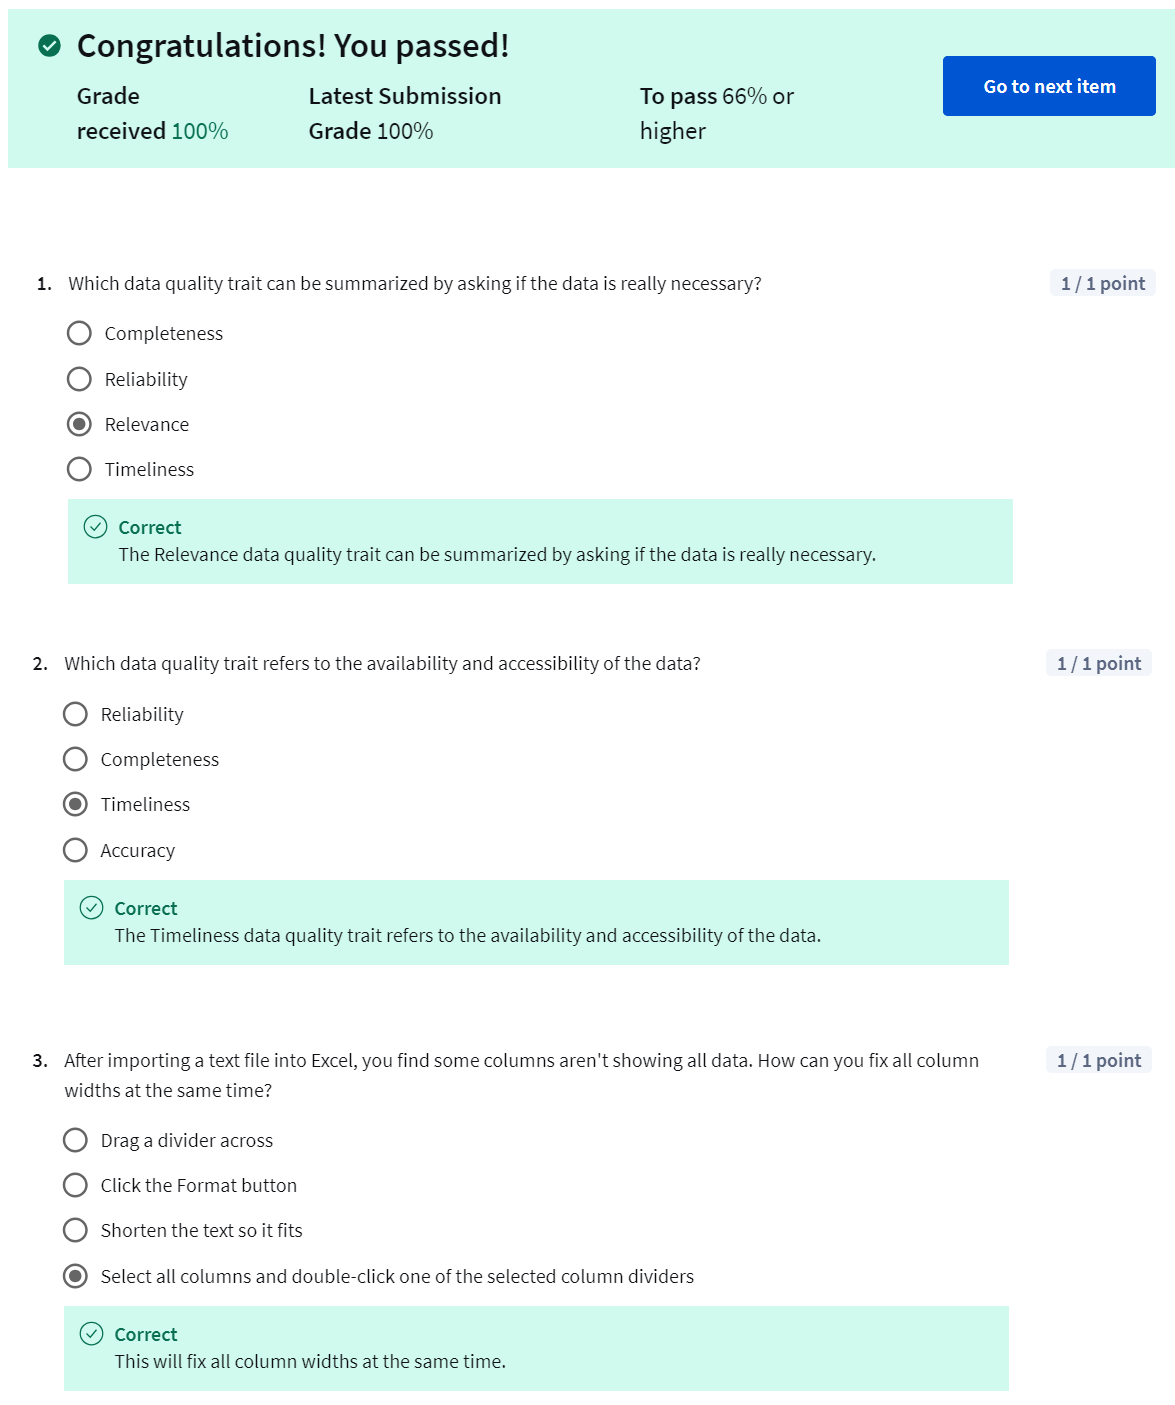 Congratulations! You passed!
Grade
received 100%
Latest Submission
Grade 100%
To pass 66% or
higher
Go to next item
1. Which data quality trait can be summarized by asking if the data is really necessary?
1 / 1 point
Completeness
Reliability
Relevance
Timeliness
Correct
The Relevance data quality trait can be summarized by asking if the data is really necessary.
2. Which data quality trait refers to the availability and accessibility of the data?
1 / 1 point
Reliability
Completeness
Timeliness
Accuracy
Correct
The Timeliness data quality trait refers to the availability and accessibility of the data.
3. After importing a text file into Excel, you find some columns aren't showing all data. How can you fix all column
widths at the same time?
1 / 1 point
Drag a divider across
Click the Format button
Shorten the text so it fits
Select all columns and double-click one of the selected column dividers
Correct
This will fix all column widths at the same time.